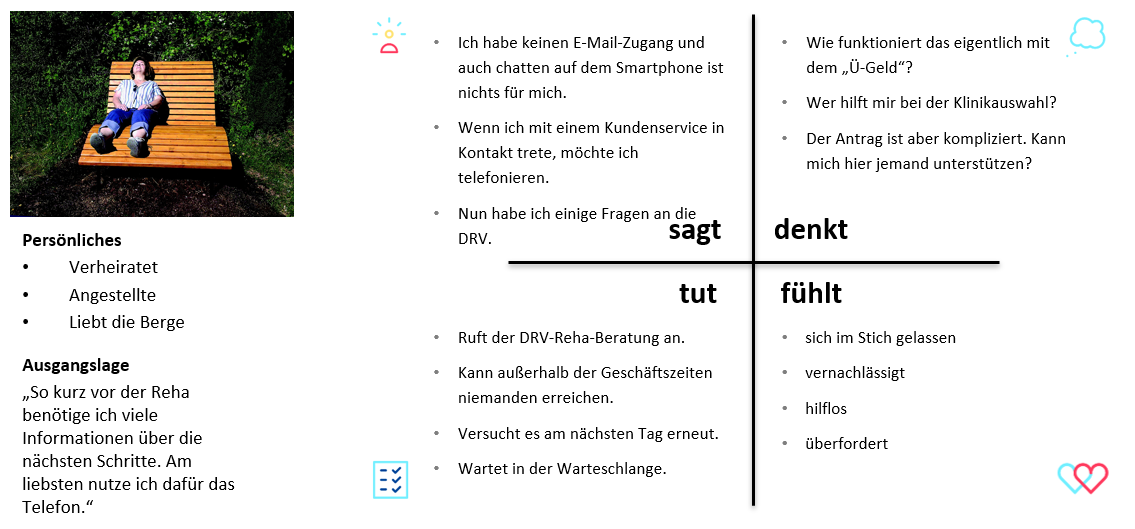 Persönliches
• Verheiratet
• Angestellte
• Liebt die Berge
Ausgangslage
„So kurz vor der Reha
benötige ich viele
Informationen über die
nächsten Schritte. Am
liebsten nutze ich dafür das
Telefon.“
• Ich habe keinen E-Mail-Zugang und
auch chatten auf dem Smartphone ist
nichts für mich.
• Wenn ich mit einem Kundenservice in
Kontakt trete, möchte ich
telefonieren.
• Nun habe ich einige Fragen an die
DRV.
sagt
• Wie funktioniert das eigentlich mit
dem „Ü-Geld“?
• Wer hilft mir bei der Klinikauswahl?
• Der Antrag ist aber kompliziert. Kann
mich hier jemand unterstützen?
denkt
tut
• Ruft der DRV-Reha-Beratung an.
• Kann außerhalb der Geschäftszeiten
niemanden erreichen.
• Versucht es am nächsten Tag erneut.
• Wartet in der Warteschlange.
fühlt
• sich im Stich gelassen
• vernachlässigt
• hilflos
• überfordert